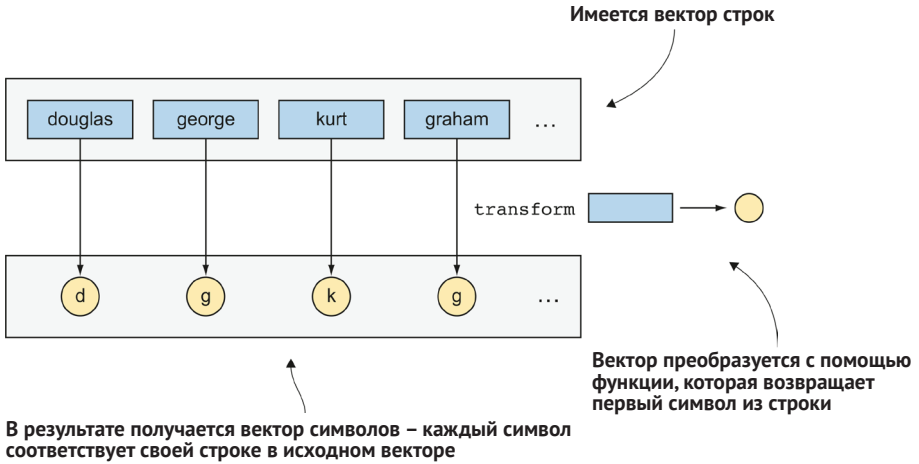 Имеется вектор строк
douglas george kurt graham ...
transform
d g k g ...
Вектор преобразуется с помощью
функции, которая возвращает
первый символ из строки
В результате получается вектор символов – каждый символ
соответствует своей строке в исходном векторе